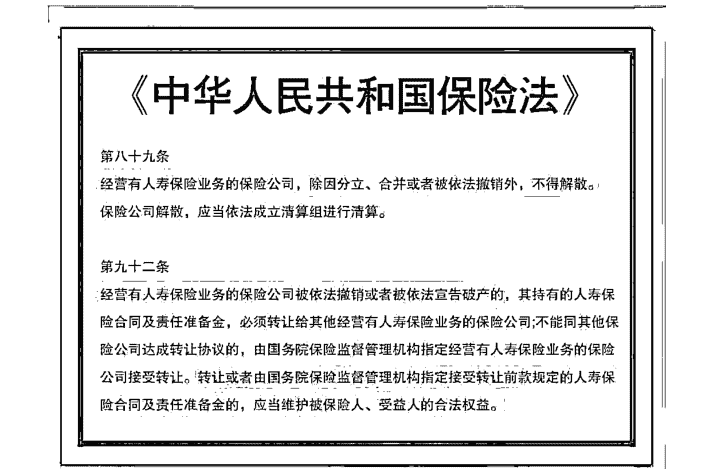 《中华人民共和国保险法》
第八十九条
经营有人寿保险业务的保险公司，除因分立、合并或者被依法撤销外，不得解散。
保险公司解散，应当依法成立清算组进行清算。
第九十二条
经营有人寿保险业务的保险公司被依法撤销或者被依法宣告破产的，其持有的人寿保
险合同及责任准备金，必须转让给其他经营有人寿保险业务的保险公司;不能同其他保
险公司达成转让协议的，由国务院保险监督管理机构指定经营有人寿保险业务的保险
公司接受转让。转让或者由国务院保险监督管理机构指定接受转让前款规定的人寿保
险合同及责任准备金的，应当维护被保险人、受益人的合法权益。